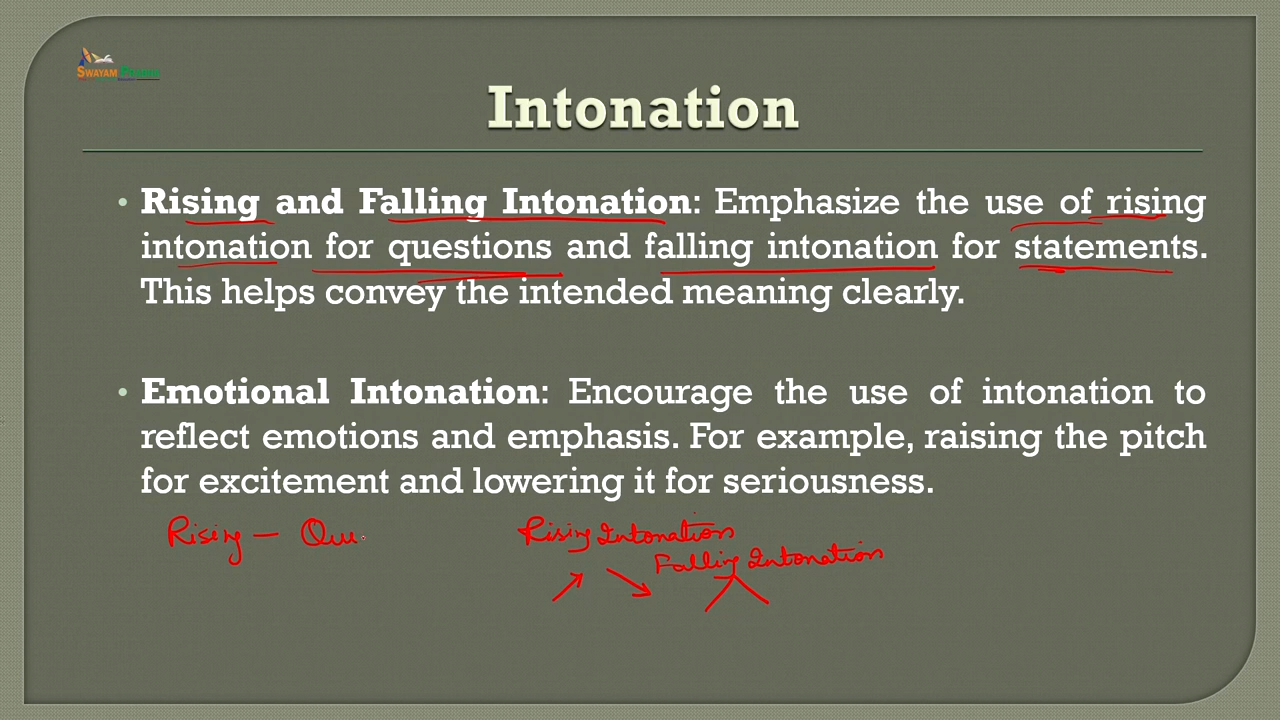 SWAYAM PRABHA
Intonation
• Rising and Falling Intonation: Emphasize the use of rising
intonation for questions and falling intonation for statements.
This helps convey the intended meaning clearly.
• Emotional Intonation: Encourage the use of intonation to
reflect emotions and emphasis. For example, raising the pitch
for excitement and lowering it for seriousness.
Rising — Que
Rising Intonation
Falling Intonation